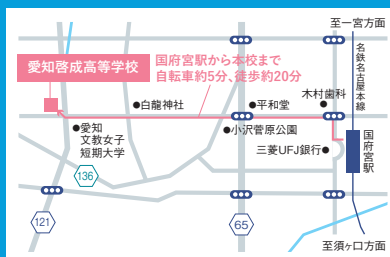 至一宮方面
名鉄名古屋本線
愛知啓成高等学校
国府宮駅から本校まで
自転車約5分、徒歩約20分
木村歯科
白龍神社
平和堂
愛知
文教女子
短期大学
小沢菅原公園
三菱UFJ銀行
国府宮駅
136
121
65
至須ヶ口方面